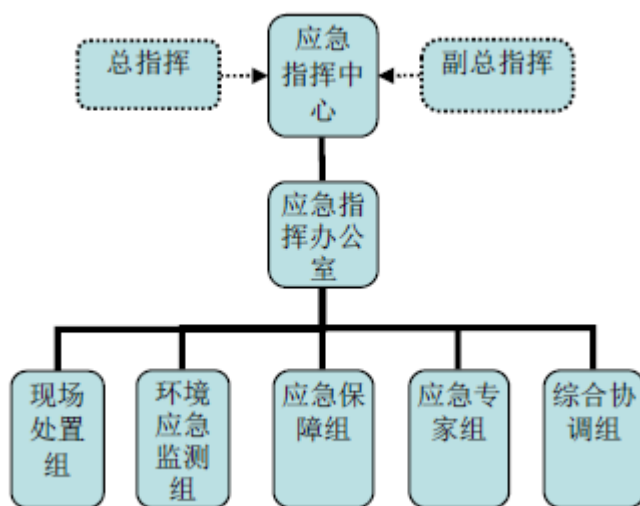 总指挥
应急
指挥中
心
副总指挥
应急指
挥办公
室
现场
处置
组
环境
应急
监测
组
应急保
障组
应急专
家组
综合协
调组